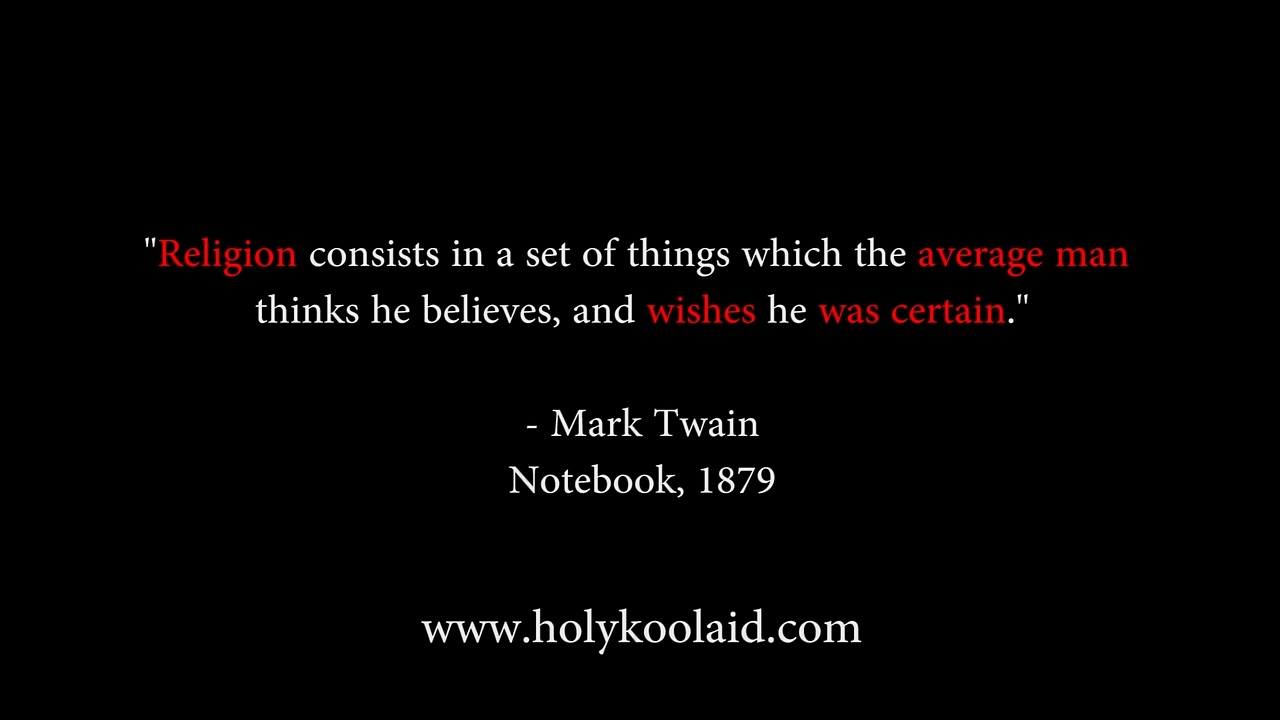 "Religion consists in a set of things which the average man
thinks he believes, and wishes he was certain."
- Mark Twain
Notebook, 1879
www.holykoolaid.com